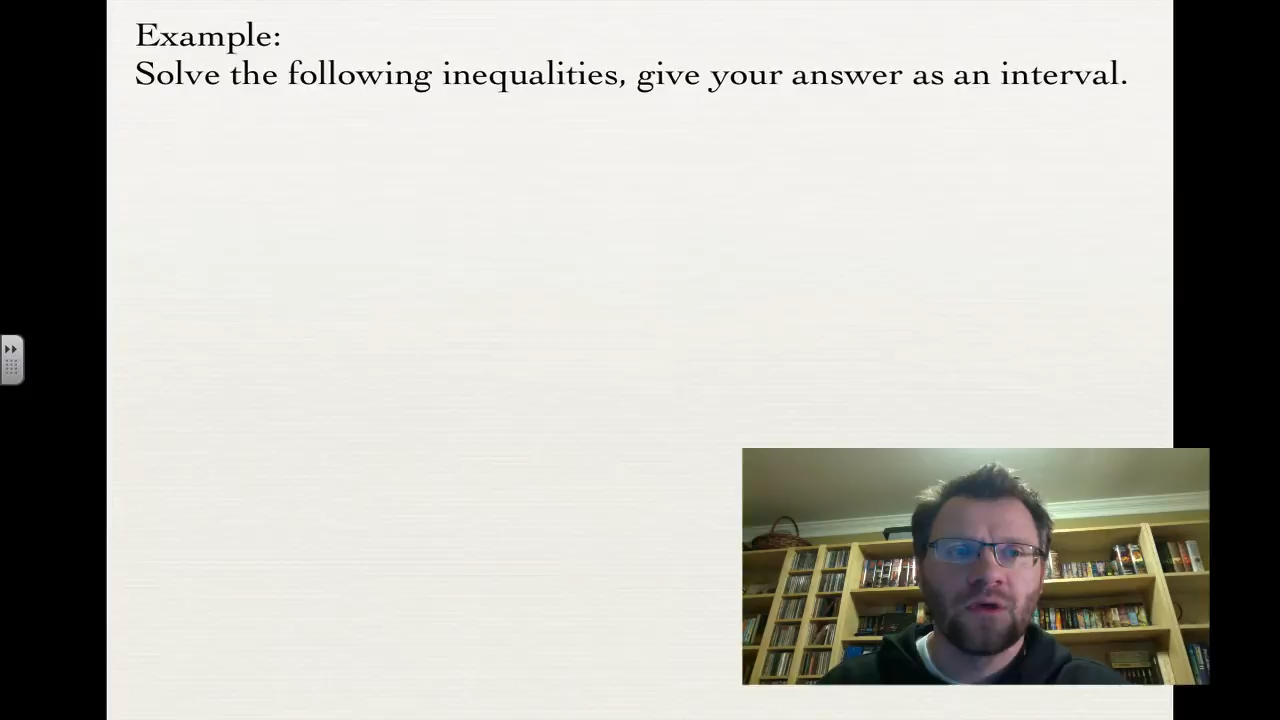 Example:
Solve the following inequalities, give your answer as an interval.